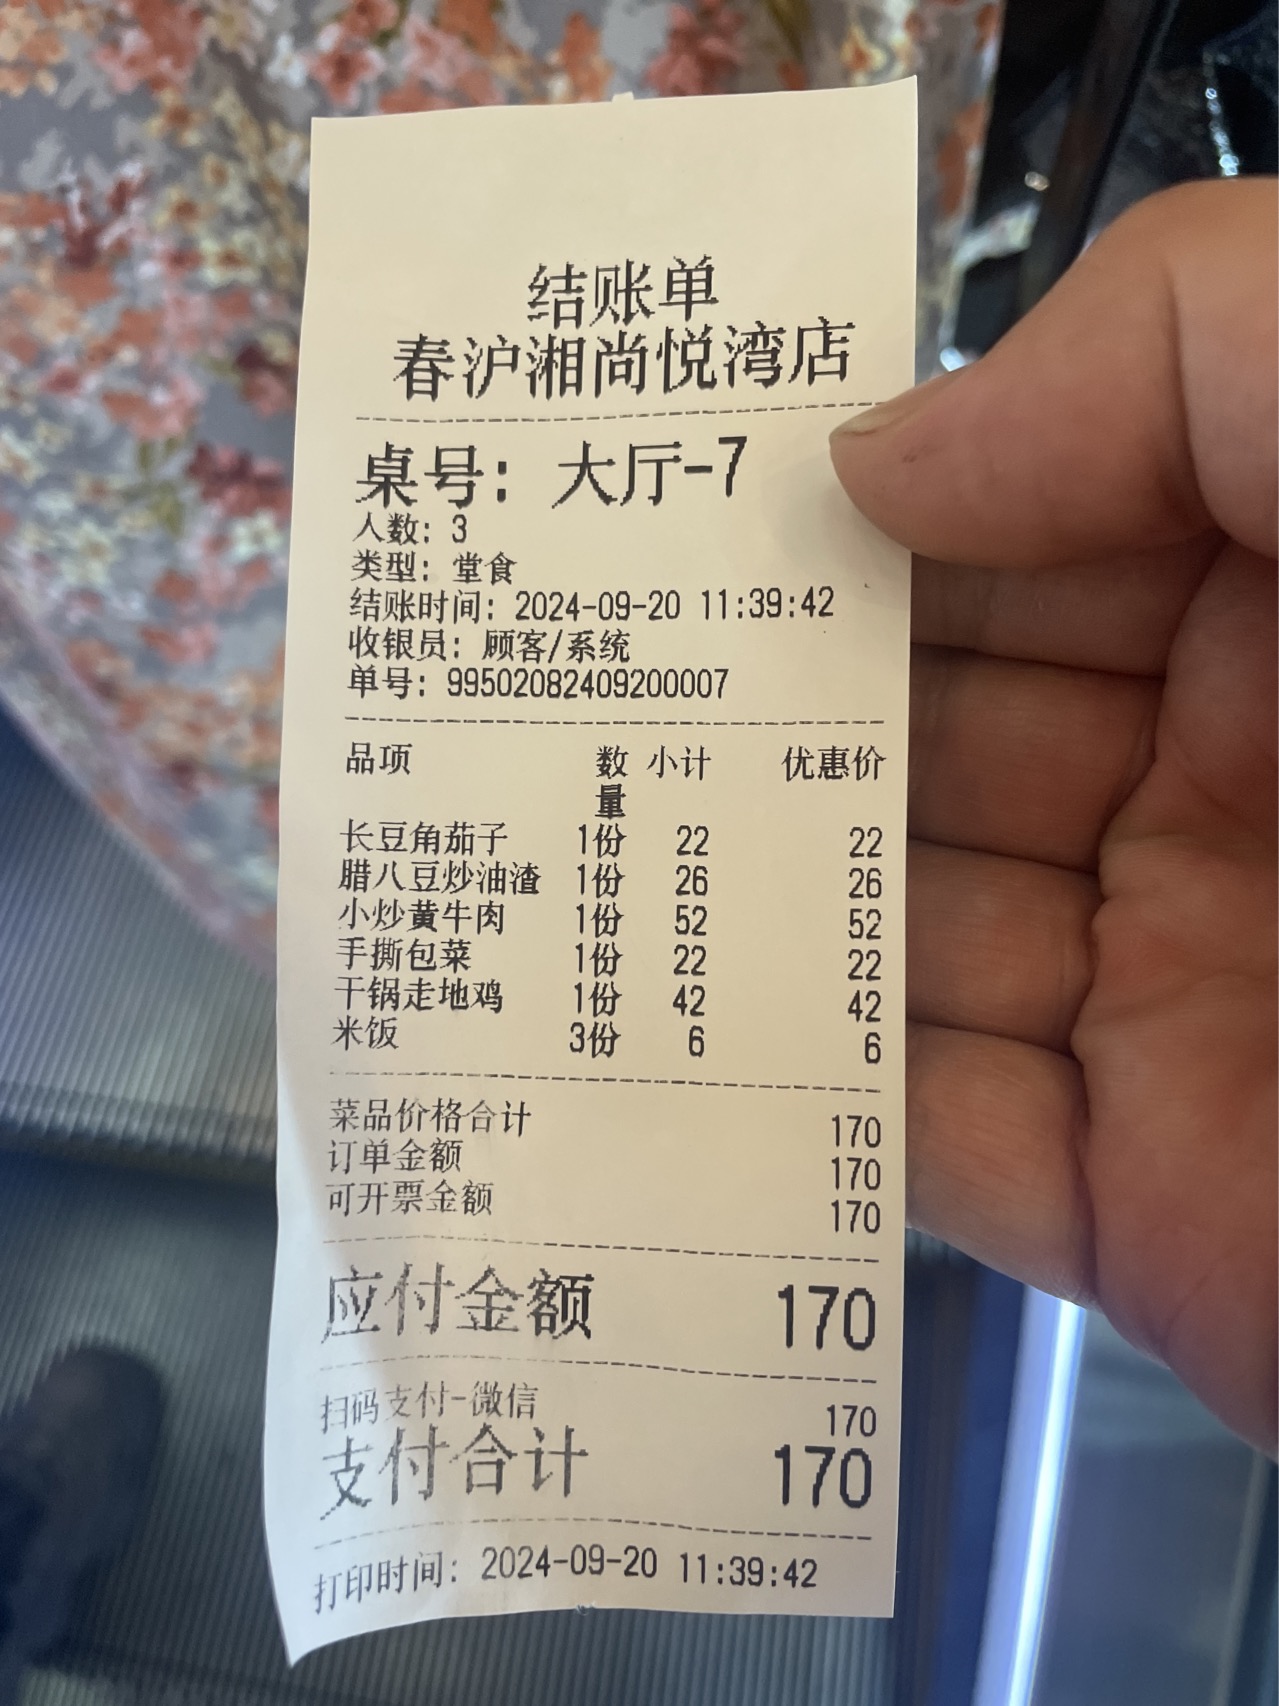 结账单
春沪湘尚悦湾店
桌号: 大厅-7
人数: 3
类型: 堂食
结账时间: 2024-09-20 11:39:42
收银员: 顾客/系统
单号: 99502082409200007
品项 数量 小计 优惠价
长豆角茄子 1份 22 22
腊八豆炒油渣 1份 26 26
小炒黄牛肉 1份 52 52
手撕包菜 1份 22 22
干锅走地鸡 1份 42 42
米饭 3份 6 6
菜品价格合计 170
订单金额 170
可开票金额 170
应付金额 170
扫码支付-微信 170
支付合计 170
打印时间: 2024-09-20 11:39:42